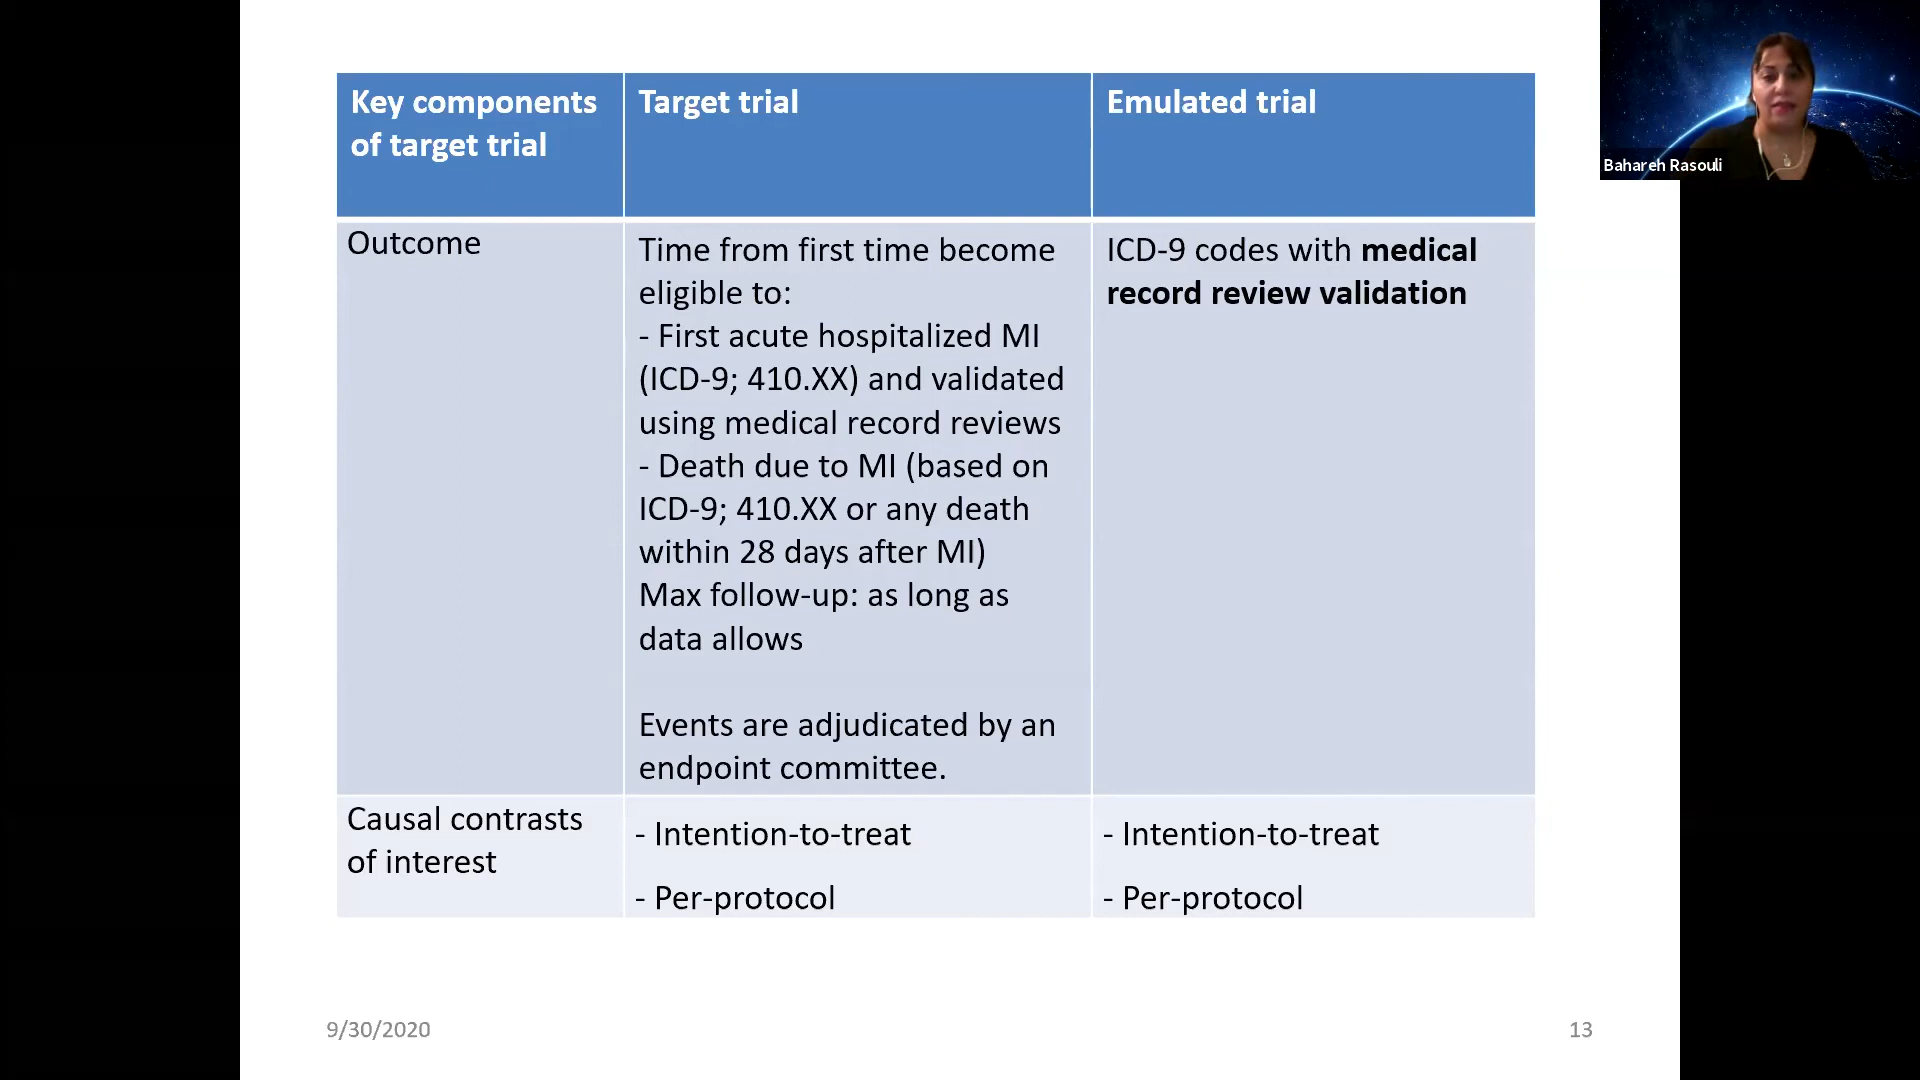 Key components
of target trial
Target trial
Emulated trial
Outcome
Time from first time become
eligible to:
- First acute hospitalized MI
(ICD-9; 410.XX) and validated
using medical record reviews
- Death due to MI (based on
ICD-9; 410.XX or any death
within 28 days after MI)
Max follow-up: as long as
data allows
Events are adjudicated by an
endpoint committee.
ICD-9 codes with medical
record review validation
Causal contrasts
of interest
- Intention-to-treat
- Per-protocol
- Intention-to-treat
- Per-protocol
9/30/2020
13
Bahareh Rasouli